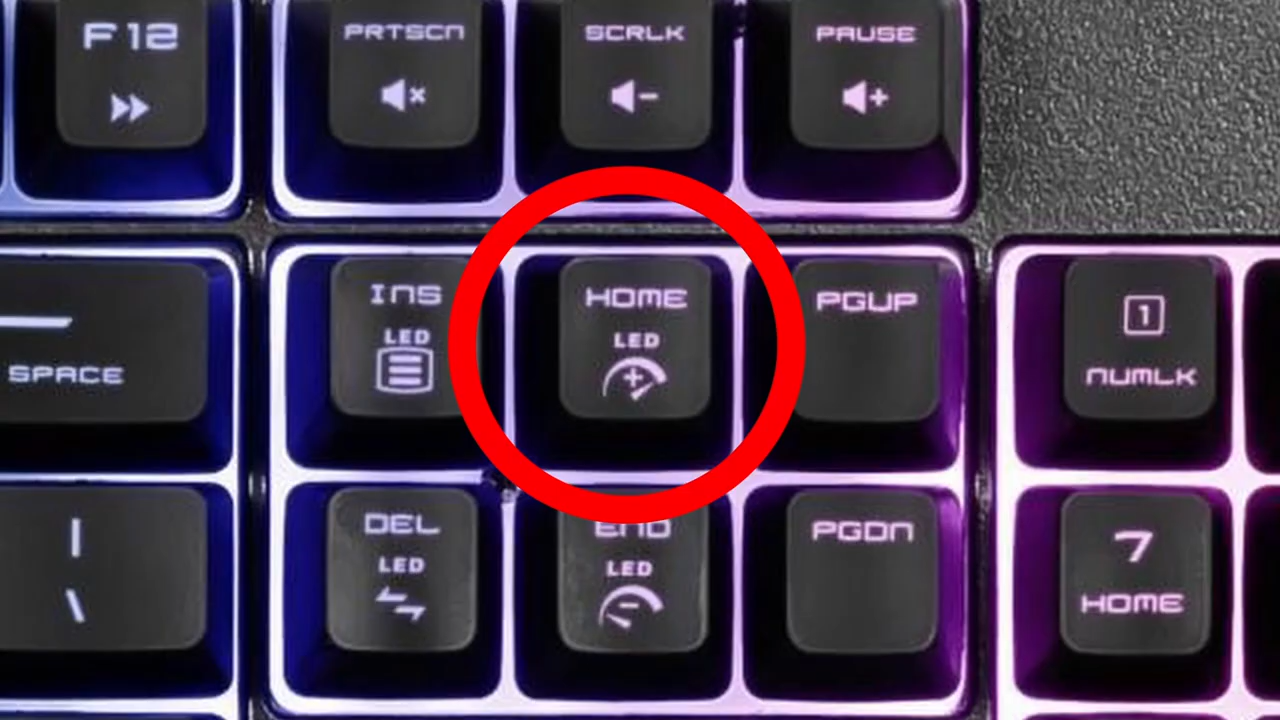 F12
PRTSCN
SCRLK
PAUSE
INS
LED
HOME
LED
PGUP
1
NUMLK
SPACE
DEL
LED
END
LED
PGDN
7
HOME
|
\